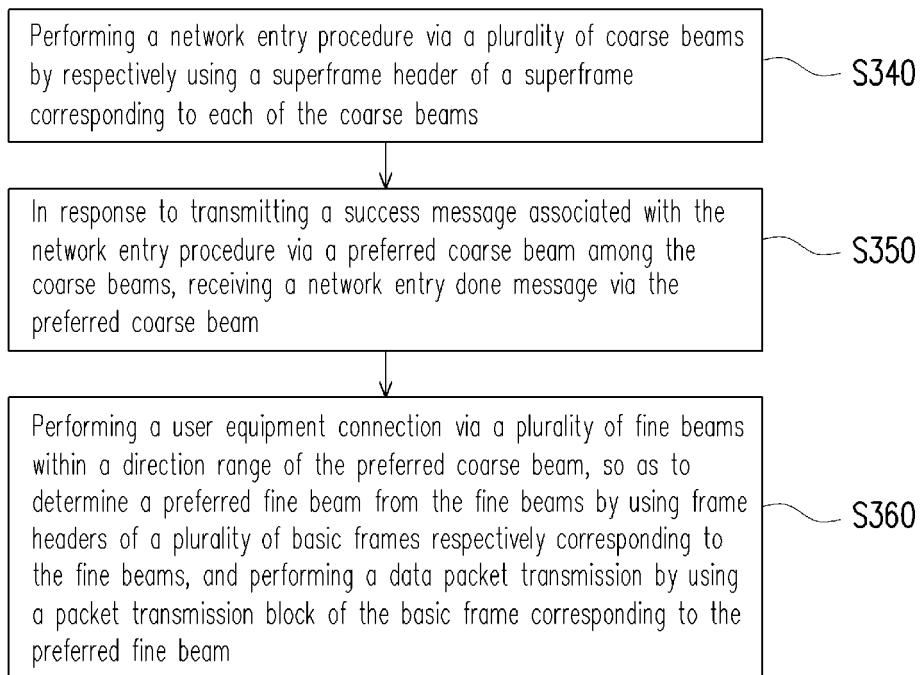 Performing a network entry procedure via a plurality of coarse beams
by respectively using a superframe header of a superframe
corresponding to each of the coarse beams
S340
In response to transmitting a success message associated with the
network entry procedure via a preferred coarse beam among the
coarse beams, receiving a network entry done message via the
preferred coarse beam
S350
Performing a user equipment connection via a plurality of fine beams
within a direction range of the preferred coarse beam, so as to
determine a preferred fine beam from the fine beams by using frame
headers of a plurality of basic frames respectively corresponding to
the fine beams, and performing a data packet transmission by using
a packet transmission block of the basic frame corresponding to the
preferred fine beam
S360